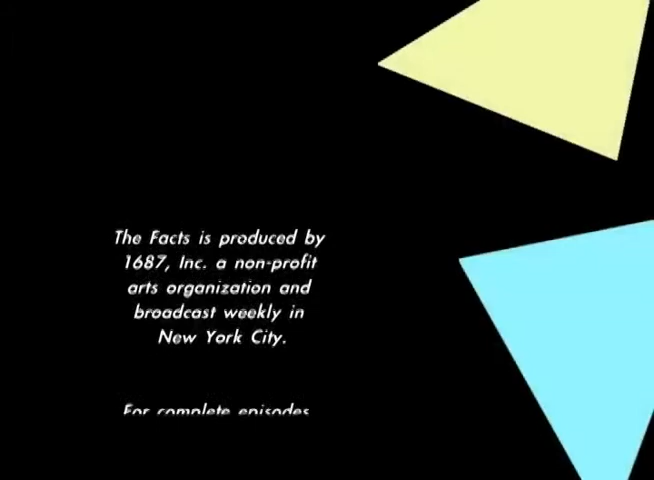 The Facts is produced by
1687, Inc. a non-profit
arts organization and
broadcast weekly in
New York City.
For complete episodes